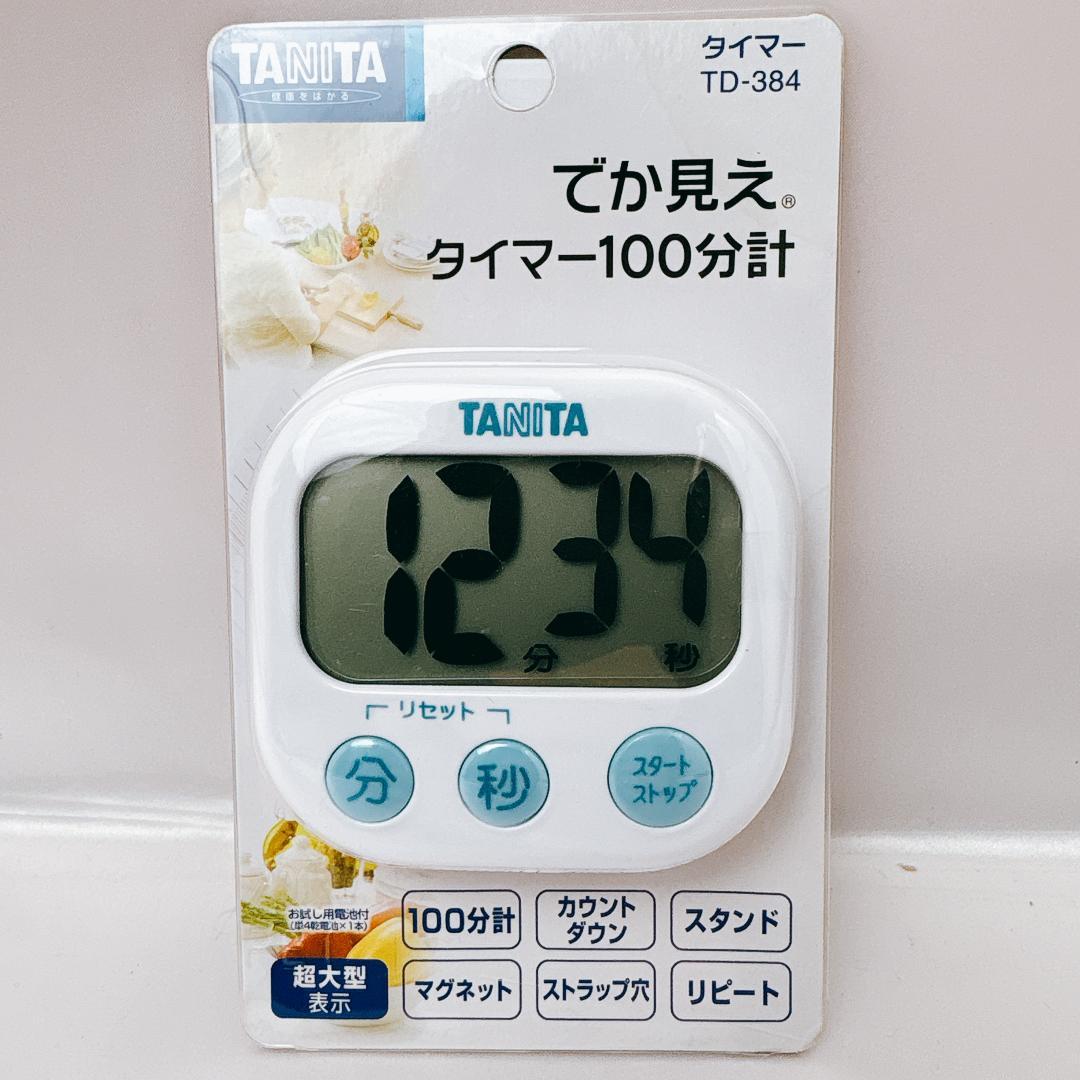 TANITA
健康をはかる
タイマー
TD-384
でか見え®
タイマー100分計
TANITA
12 34
分 秒
リセット
分 秒 スタート
ストップ
お試し用電池付
(単4乾電池×1本)
超大型
表示
100分計
カウント
ダウン
スタンド
マグネット
ストラップ穴
リピート